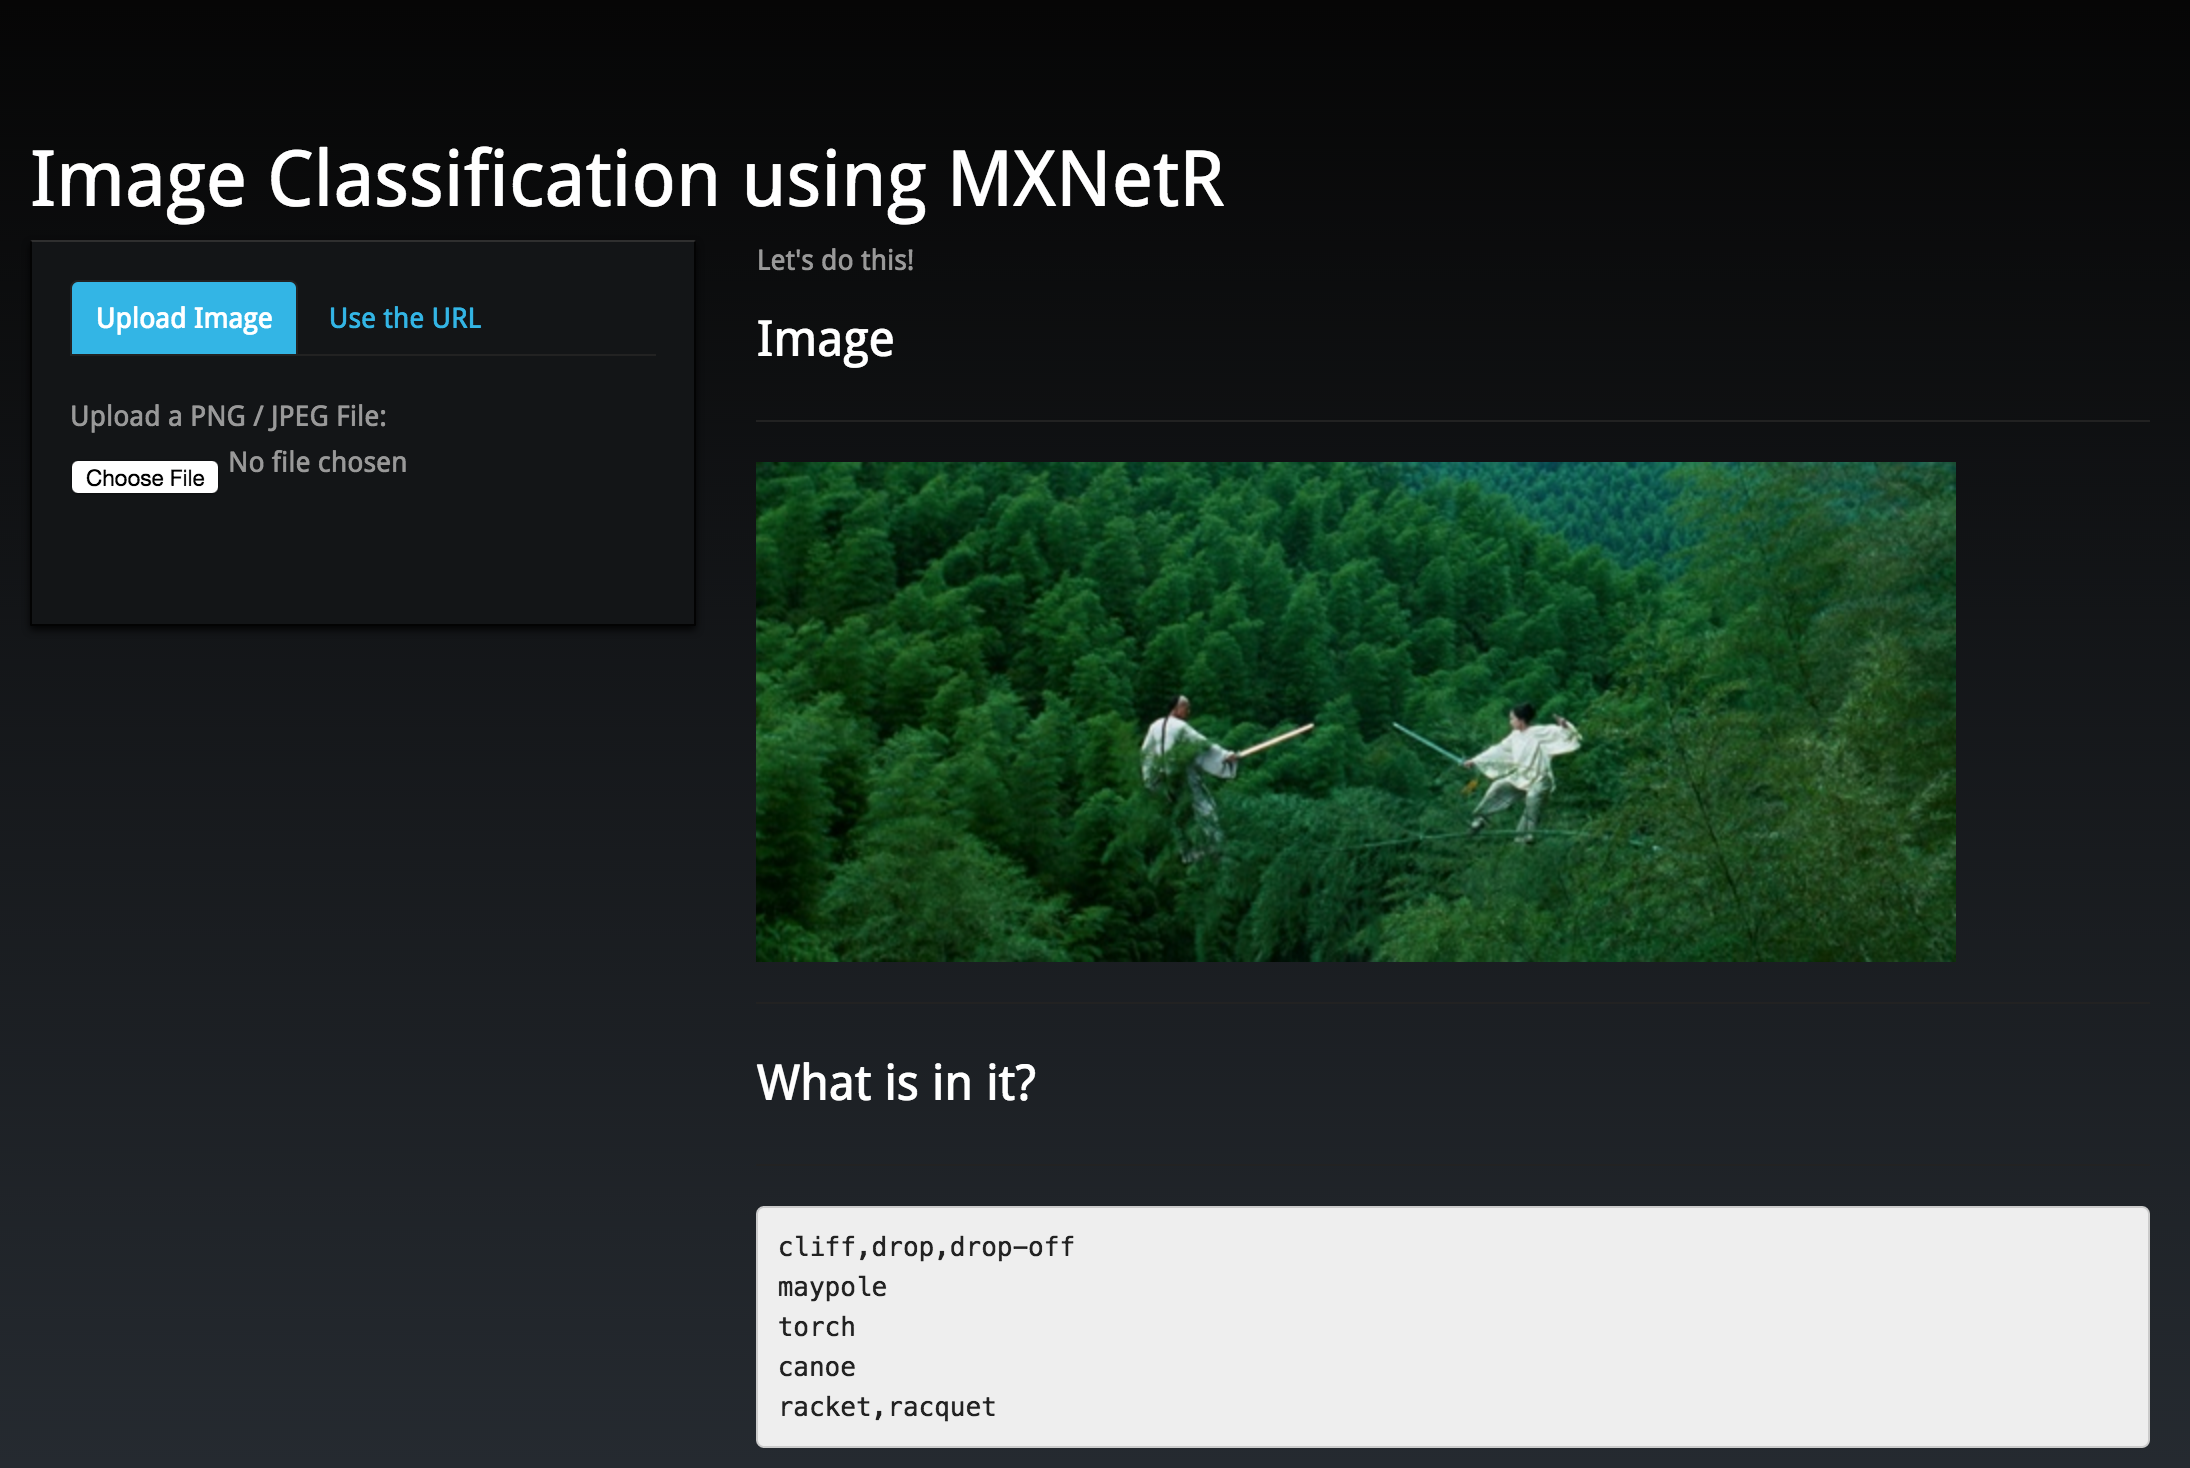 Image Classification using MXNetR
Upload Image
Use the URL
Upload a PNG / JPEG File:
Choose File No file chosen
Let's do this!
Image
What is in it?
cliff,drop,drop-off
maypole
torch
canoe
racket,racquet